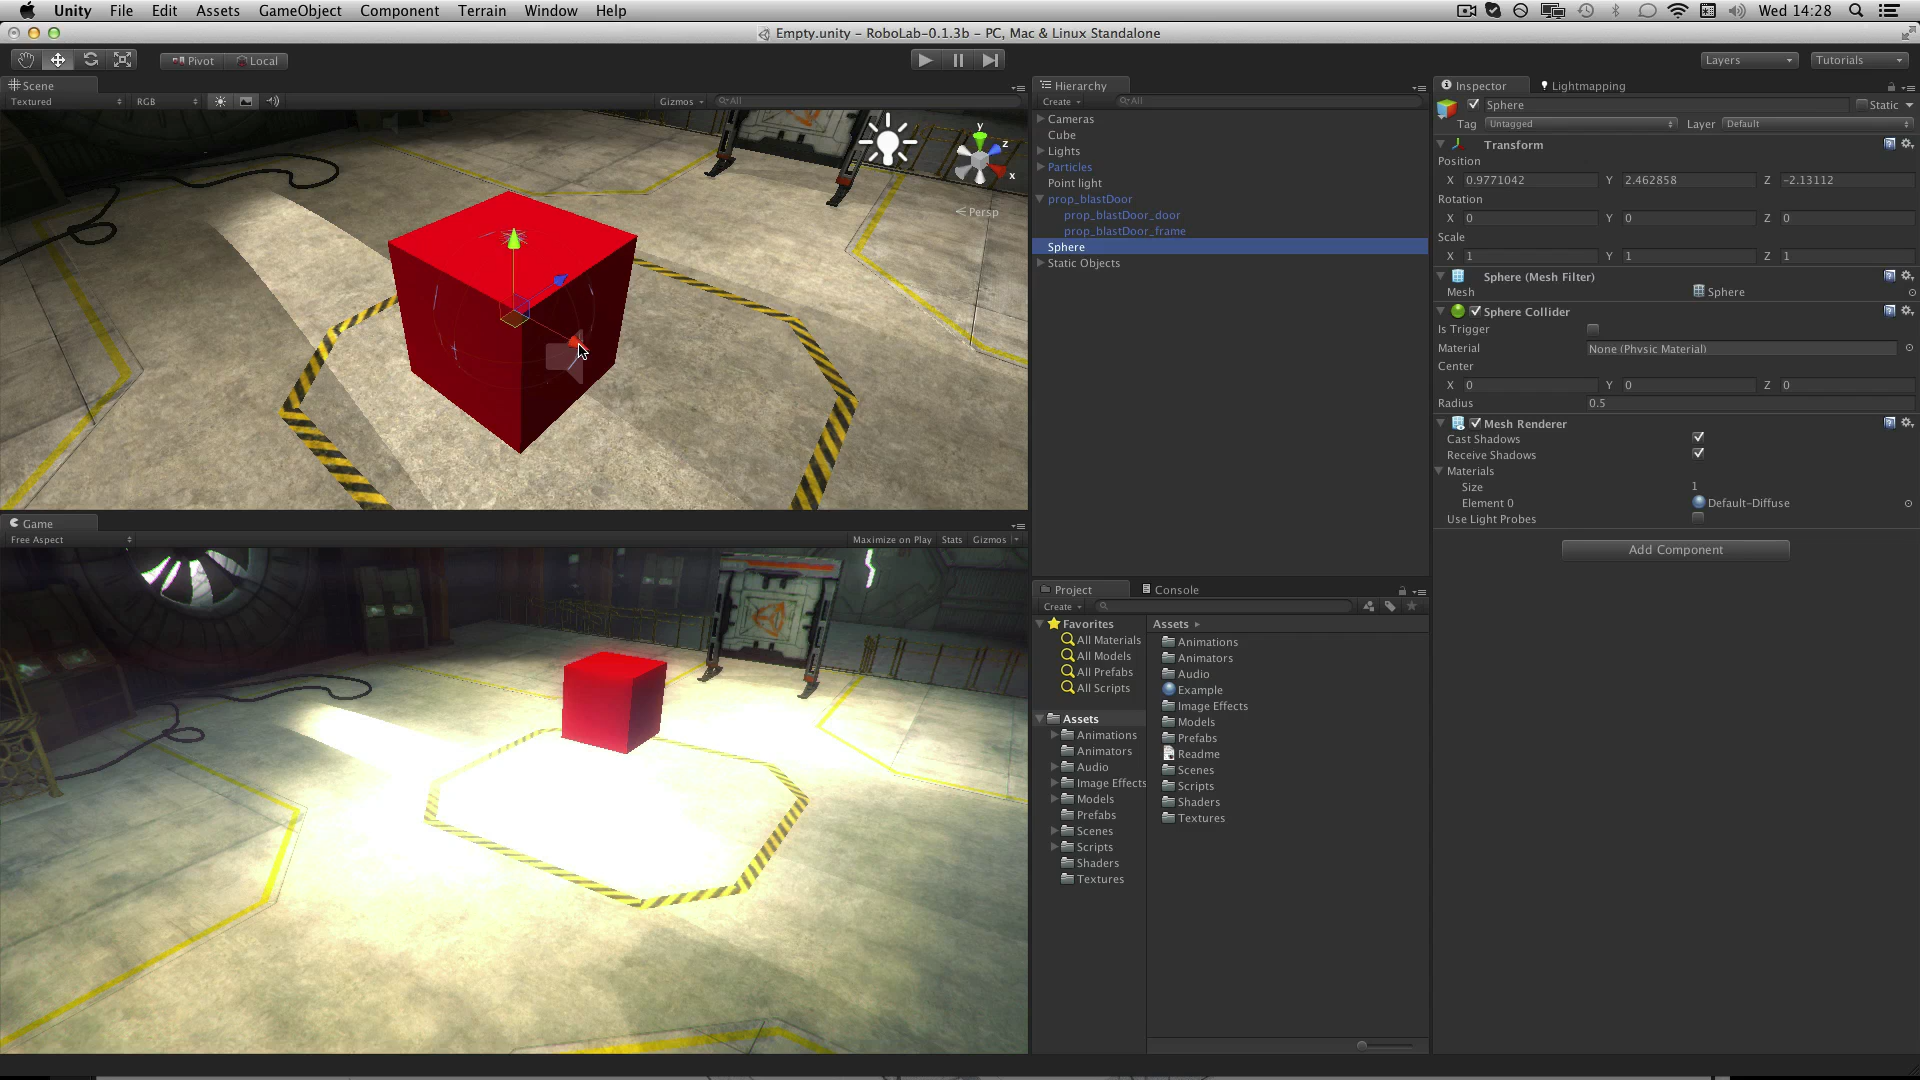 Unity File Edit Assets GameObject Component Terrain Window Help Wed 14:28
Empty.unity - RoboLab-0.1.3b - PC, Mac & Linux Standalone
Pivot Local Layers Tutorials
Scene
Textured RGB Gizmos All
y
z
x
Persp
Game
Free Aspect Maximize on Play Stats Gizmos
Hierarchy
Create All
Cameras
Cube
Lights
Particles
Point light
prop_blastDoor
prop_blastDoor_door
prop_blastDoor_frame
Sphere
Static Objects
Project Console
Create
Favorites
All Materials
All Models
All Prefabs
All Scripts
Assets
Animations
Animators
Audio
Image Effects
Models
Prefabs
Scenes
Scripts
Shaders
Textures
Assets
Animations
Animators
Audio
Example
Image Effects
Models
Prefabs
Readme
Scenes
Scripts
Shaders
Textures
Inspector Lightmapping
Sphere Static
Tag Untagged Layer Default
Transform
Position
X 0.9771042 Y 2.462858 Z -2.13112
Rotation
X 0 Y 0 Z 0
Scale
X 1 Y 1 Z 1
Sphere (Mesh Filter)
Mesh Sphere
Sphere Collider
Is Trigger
Material None (Physic Material)
Center
X 0 Y 0 Z 0
Radius 0.5
Mesh Renderer
Cast Shadows
Receive Shadows
Materials
Size 1
Element 0 Default-Diffuse
Use Light Probes
Add Component